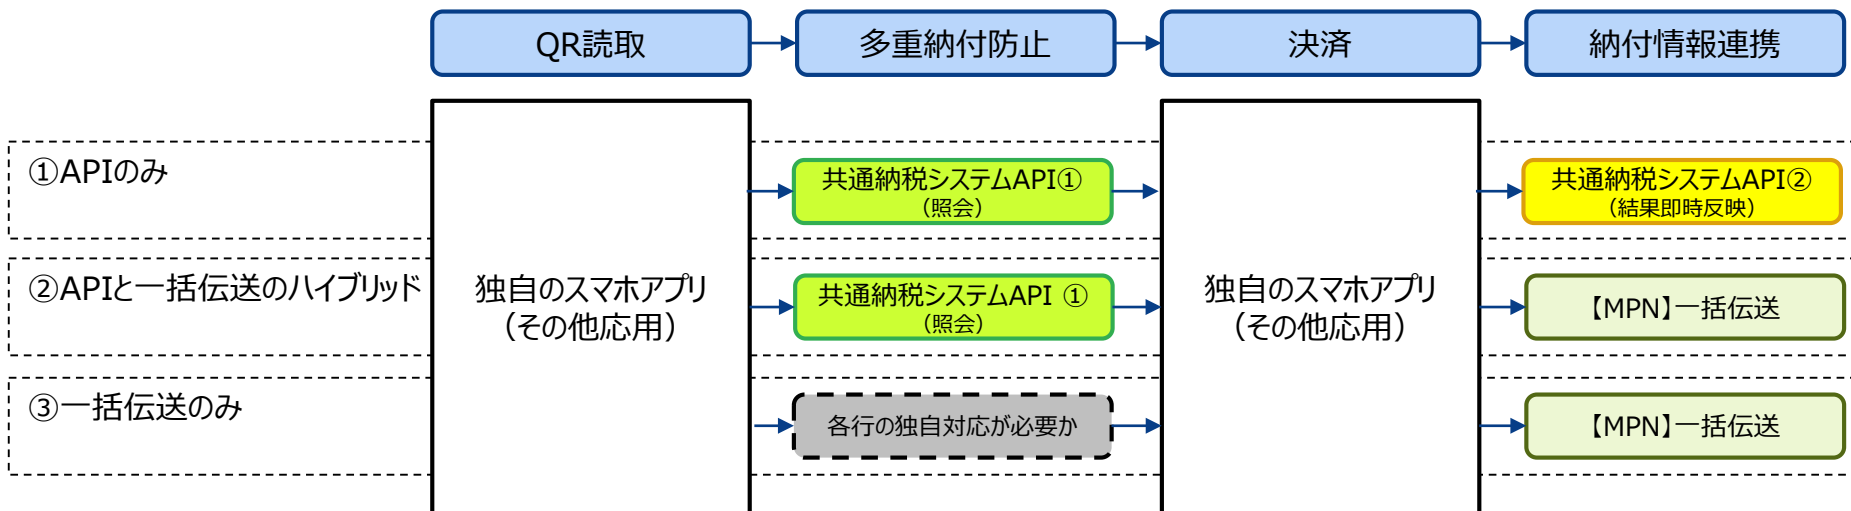 QR読取
多重納付防止
決済
納付情報連携
①APIのみ
共通納税システムAPI①
（照会）
共通納税システムAPI②
（結果即時反映）
②APIと一括伝送のハイブリッド
独自のスマホアプリ
（その他応用）
共通納税システムAPI ①
（照会）
独自のスマホアプリ
（その他応用）
【MPN】一括伝送
③一括伝送のみ
各行の独自対応が必要か
【MPN】一括伝送